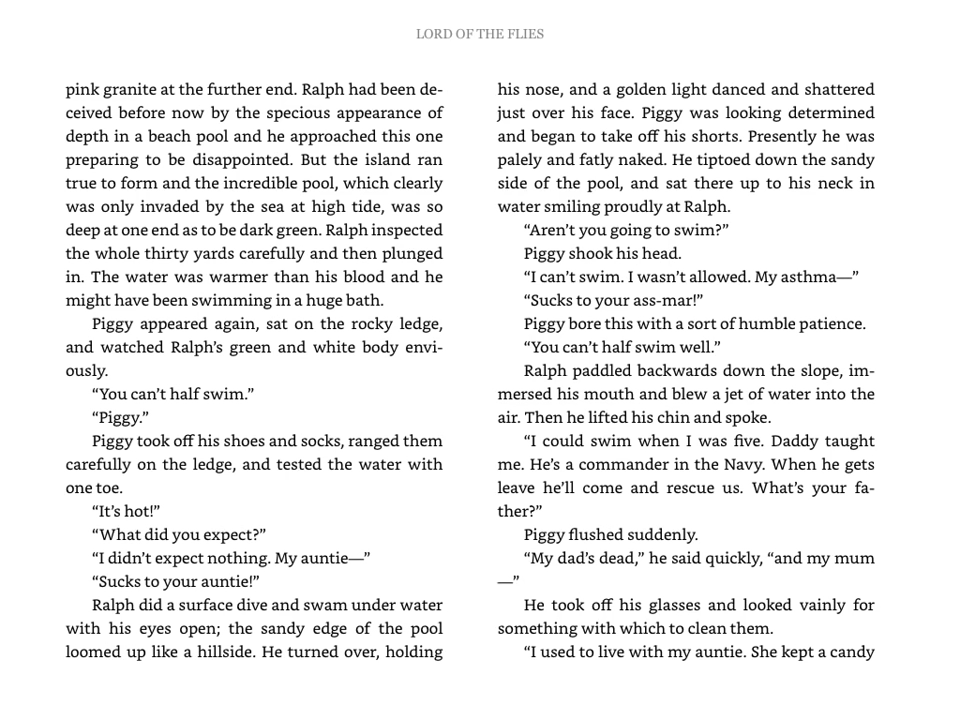 LORD OF THE FLIES
pink granite at the further end. Ralph had been de-
ceived before now by the specious appearance of
depth in a beach pool and he approached this one
preparing to be disappointed. But the island ran
true to form and the incredible pool, which clearly
was only invaded by the sea at high tide, was so
deep at one end as to be dark green. Ralph inspected
the whole thirty yards carefully and then plunged
in. The water was warmer than his blood and he
might have been swimming in a huge bath.
Piggy appeared again, sat on the rocky ledge,
and watched Ralph’s green and white body envi-
ously.
“You can’t half swim.”
“Piggy.”
Piggy took off his shoes and socks, ranged them
carefully on the ledge, and tested the water with
one toe.
“It’s hot!”
“What did you expect?”
“I didn’t expect nothing. My auntie—”
“Sucks to your auntie!”
Ralph did a surface dive and swam under water
with his eyes open; the sandy edge of the pool
loomed up like a hillside. He turned over, holding
his nose, and a golden light danced and shattered
just over his face. Piggy was looking determined
and began to take off his shorts. Presently he was
palely and fatly naked. He tiptoed down the sandy
side of the pool, and sat there up to his neck in
water smiling proudly at Ralph.
“Aren’t you going to swim?”
Piggy shook his head.
“I can’t swim. I wasn’t allowed. My asthma—”
“Sucks to your ass-mar!”
Piggy bore this with a sort of humble patience.
“You can’t half swim well.”
Ralph paddled backwards down the slope, im-
mersed his mouth and blew a jet of water into the
air. Then he lifted his chin and spoke.
“I could swim when I was five. Daddy taught
me. He’s a commander in the Navy. When he gets
leave he’ll come and rescue us. What’s your fa-
ther?”
Piggy flushed suddenly.
“My dad’s dead,” he said quickly, “and my mum
—”
He took off his glasses and looked vainly for
something with which to clean them.
“I used to live with my auntie. She kept a candy